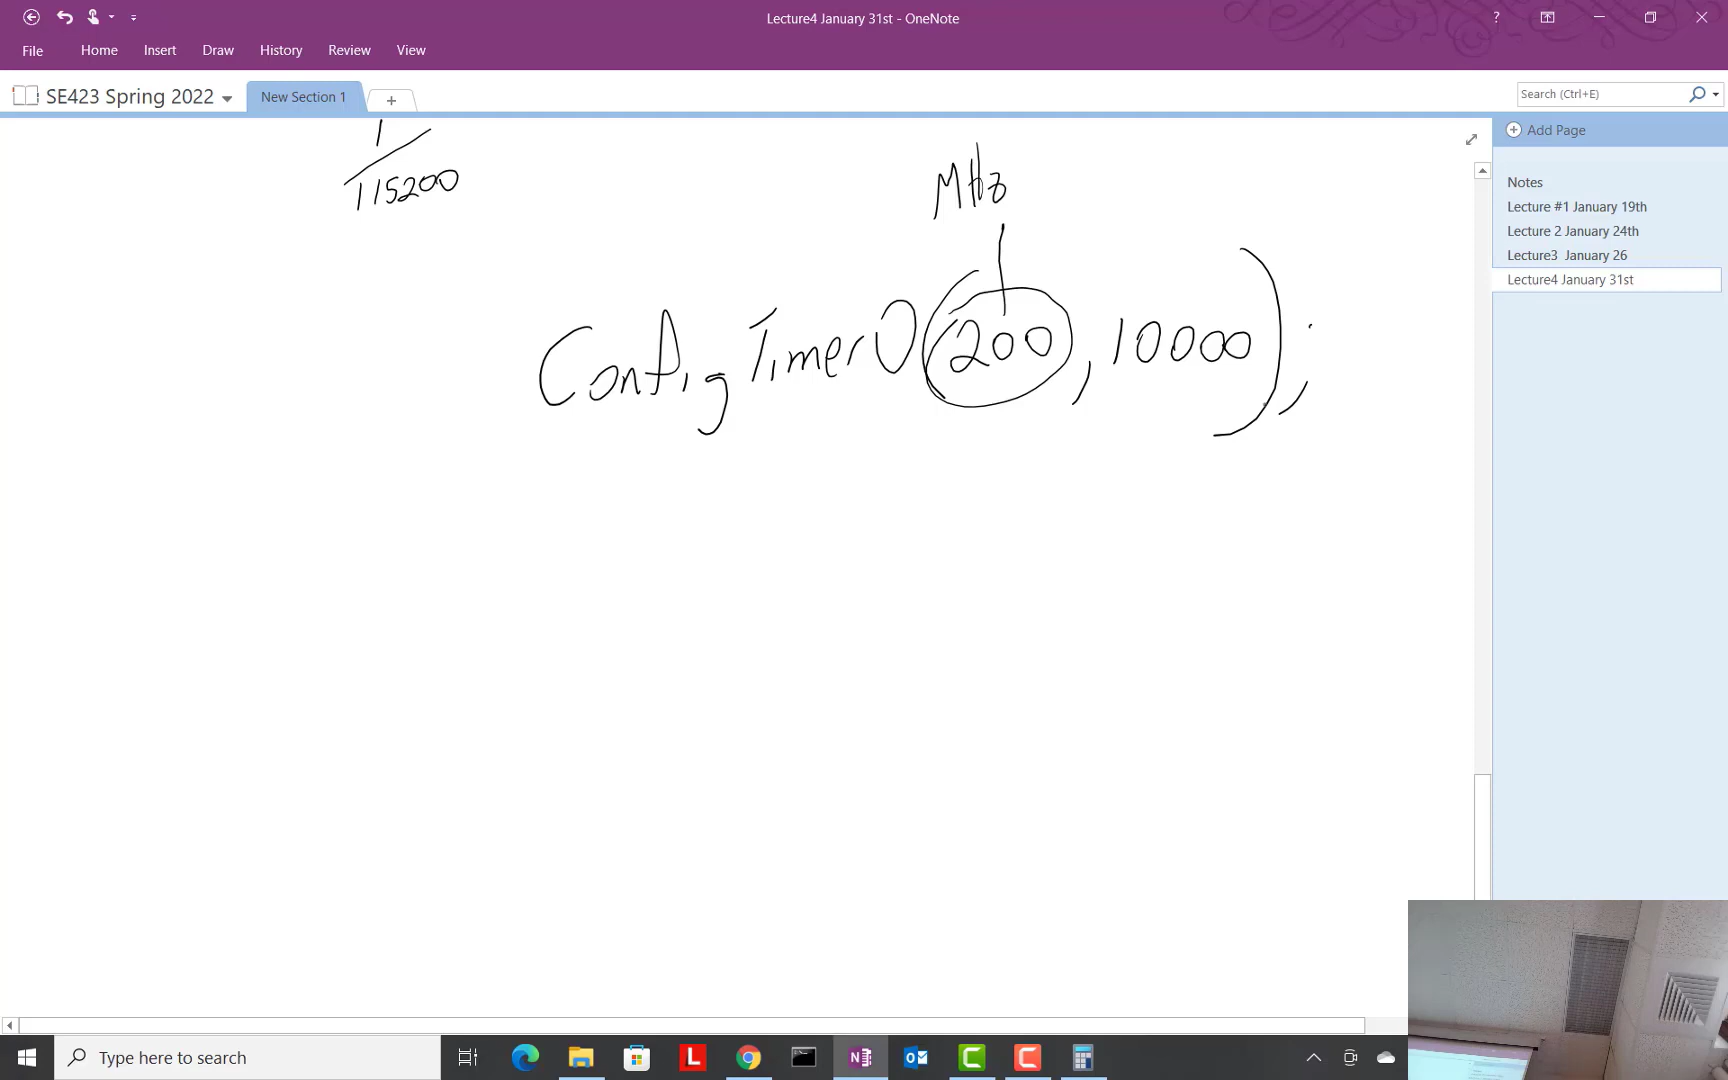 Lecture4 January 31st - OneNote
?
File Home Insert Draw History Review View
SE423 Spring 2022
New Section 1
+
Search (Ctrl+E)
Add Page
Notes
Lecture #1 January 19th
Lecture 2 January 24th
Lecture3 January 26
Lecture4 January 31st
1/115200
MHz
ConfigTimer0(200, 10000);
Type here to search